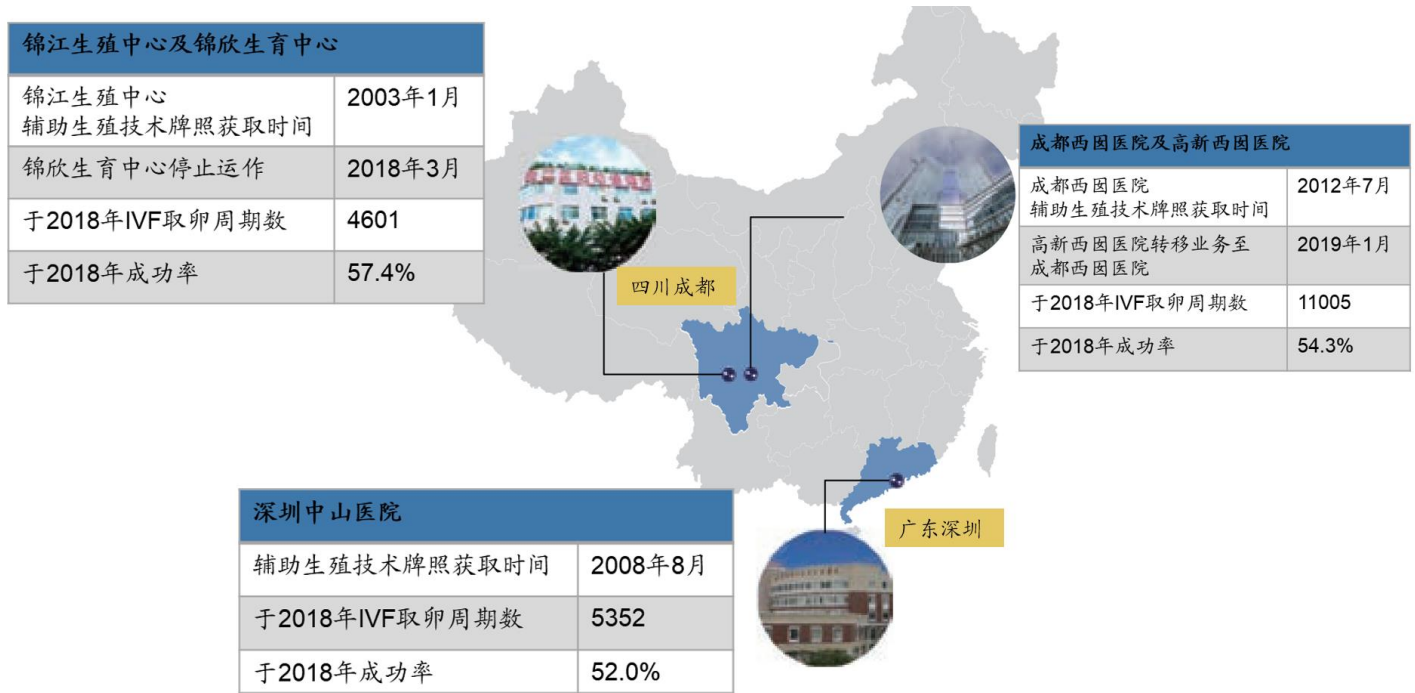 锦江生殖中心及锦欣生育中心
锦江生殖中心
辅助生殖技术牌照获取时间
2003年1月
锦欣生育中心停止运作
2018年3月
于2018年IVF取卵周期数
4601
于2018年成功率
57.4%
成都西囡医院及高新西囡医院
成都西囡医院
辅助生殖技术牌照获取时间
2012年7月
高新西囡医院转移业务至
成都西囡医院
2019年1月
于2018年IVF取卵周期数
11005
于2018年成功率
54.3%
四川成都
深圳中山医院
辅助生殖技术牌照获取时间
2008年8月
于2018年IVF取卵周期数
5352
于2018年成功率
52.0%
广东深圳